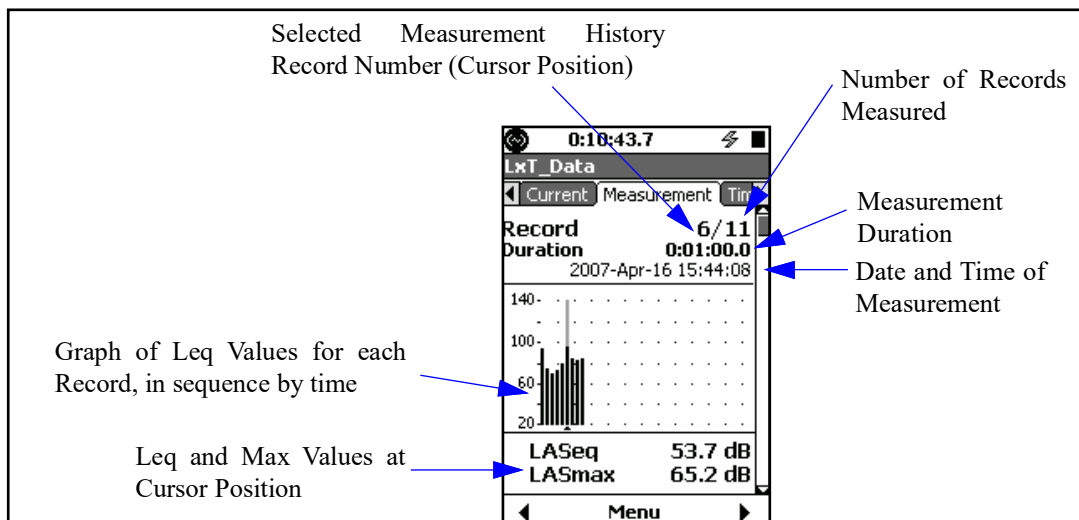 Selected Measurement History
Record Number (Cursor Position)
Number of Records
Measured
0:10:43.7
LxT_Data
Current Measurement Tim
Record 6/11
Duration 0:01:00.0
2007-Apr-16 15:44:08
Measurement
Duration
Date and Time of
Measurement
140
100
60
20
Graph of Leq Values for each
Record, in sequence by time
LASeq 53.7 dB
LASmax 65.2 dB
Leq and Max Values at
Cursor Position
Menu